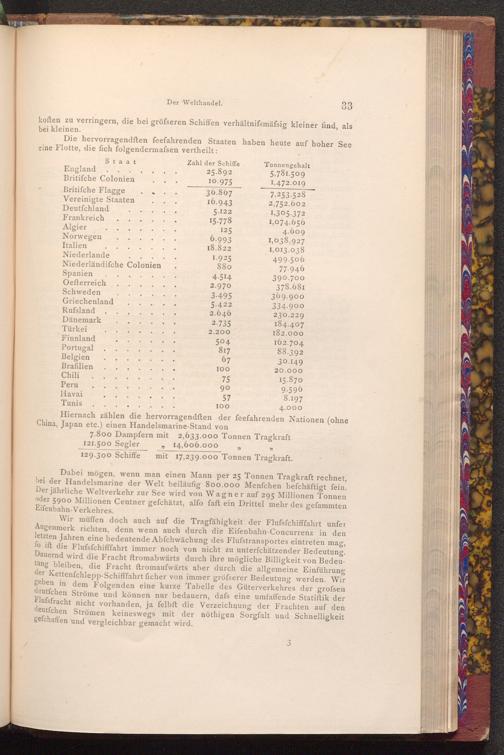 Der Welthandel. 33
koſten zu verringern, die bei gröſseren Schiffen verhältniſsmäſsig kleiner ſind, als
bei kleinen.
Die hervorragendſten ſeefahrenden Staaten haben heute auf hoher See
eine Flotte, die ſich folgendermaſsen vertheilt:
Staat Zahl der Schiffe Tonnengehalt
England . . . . . . 25.892 5,781.509
Britiſche Colonien . . . 10.975 1,472.019
Britiſche Flagge . . . . 36.867 7,253.528
Vereinigte Staaten . . . 16.943 2,752.602
Deutſchland . . . . . 5.122 1,305.372
Frankreich . . . . . . 15.778 1,074.656
Algier . . . . . . 125 4.609
Norwegen . . . . . . 6.993 1,038.927
Italien . . . . . . 18.822 1,013.038
Niederlande . . . . . 1.925 499.506
Niederländiſche Colonien . 880 77.946
Spanien . . . . . . 4.514 390.700
Oeſterreich . . . . . 2.970 378.681
Schweden . . . . . . 3.495 369.900
Griechenland . . . . . 5.422 334.900
Ruſsland . . . . . . 2.646 230.229
Dänemark . . . . . . 2.735 184.407
Türkei . . . . . . 2.200 182.000
Finnland . . . . . . 504 162.704
Portugal . . . . . . 817 88.392
Belgien . . . . . . 67 30.149
Braſilien . . . . . . 100 20.000
Chili . . . . . . 75 15.870
Peru . . . . . . 90 9.596
Havai . . . . . . 57 8.197
Tunis . . . . . . 100 4.000
Hiernach zählen die hervorragendſten der ſeefahrenden Nationen (ohne
China, Japan etc.) einen Handelsmarine-Stand von
7.800 Dampfern mit 2,633.000 Tonnen Tragkraft
121.500 Segler „ 14,606.000 „ „
129.300 Schiffe mit 17,239.000 Tonnen Tragkraft.
Dabei mögen, wenn man einen Mann per 25 Tonnen Tragkraft rechnet,
bei der Handelsmarine der Welt beiläufig 800.000 Menſchen beſchäftigt ſein.
Der jährliche Weltverkehr zur See wird von Wagner auf 295 Millionen Tonnen
oder 5900 Millionen Centner geſchätzt, alſo faſt ein Drittel mehr des geſammten
Eiſenbahn-Verkehres.
Wir müſſen doch auch auf die Tragfähigkeit der Fluſsſchifffahrt unſer
Augenmerk richten, denn wenn auch durch die Eiſenbahn-Concurrenz in den
letzten Jahren eine bedeutende Abſchwächung des Fluſstransportes eintreten mag,
ſo iſt die Fluſsſchifffahrt immer noch von nicht zu unterſchätzender Bedeutung.
Dauernd wird die Fracht ſtromabwärts durch ihre mögliche Billigkeit von Bedeu-
tung bleiben, die Fracht ſtromaufwärts aber durch die allgemeine Einführung
der Kettenſchlepp-Schifffahrt ſicher von immer gröſserer Bedeutung werden. Wir
geben in dem Folgenden eine kurze Tabelle des Güterverkehres der groſsen
deutſchen Ströme und können nur bedauern, daſs eine umfaſſende Statiſtik der
Fluſsfracht nicht vorhanden, ja ſelbſt die Verzeichnung der Frachten auf den
deutſchen Strömen keineswegs mit der nöthigen Sorgfalt und Schnelligkeit
geſchaffen und vergleichbar gemacht wird.
3